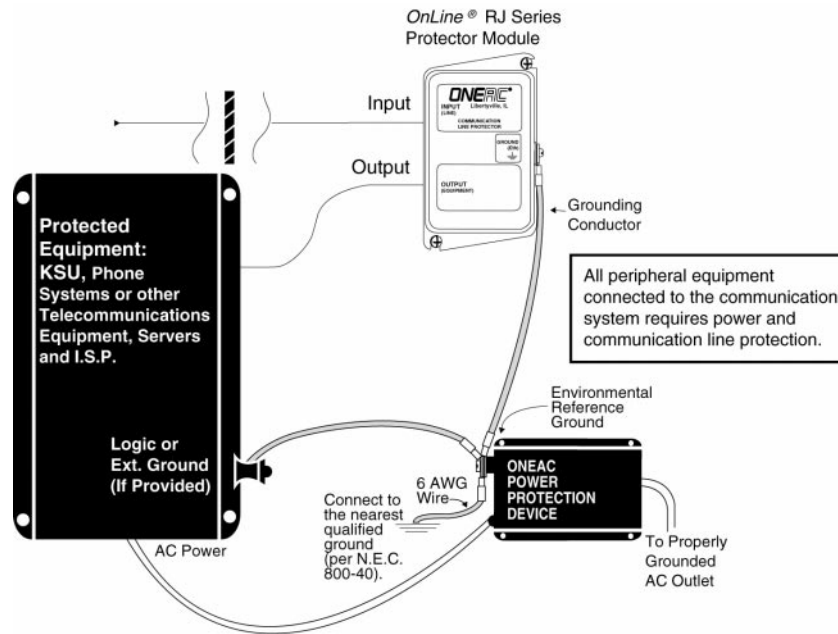 OnLine ® RJ Series
Protector Module
Input
Output
ONEAC®
Libertyville, IL
INPUT
(LINE)
COMMUNICATION
LINE PROTECTOR
GROUND
(EN)
OUTPUT
(EQUIPMENT)
Grounding
Conductor
Protected
Equipment:
KSU, Phone
Systems or other
Telecommunications
Equipment, Servers
and I.S.P.
All peripheral equipment
connected to the communication
system requires power and
communication line protection.
Environmental
Reference
Ground
Logic or
Ext. Ground
(If Provided)
6 AWG
Wire
Connect to
the nearest
qualified
ground
(per N.E.C.
800-40).
ONEAC
POWER
PROTECTION
DEVICE
AC Power
To Properly
Grounded
AC Outlet